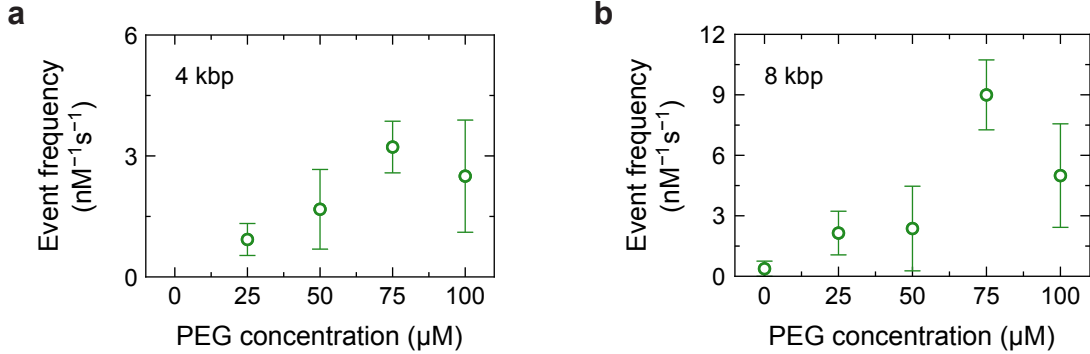 a
6
3
0
4 kbp
0 25 50 75 100
Event frequency
(nM⁻¹s⁻¹)
PEG concentration (μM)
b
12
9
6
3
0
8 kbp
0 25 50 75 100
Event frequency
(nM⁻¹s⁻¹)
PEG concentration (μM)